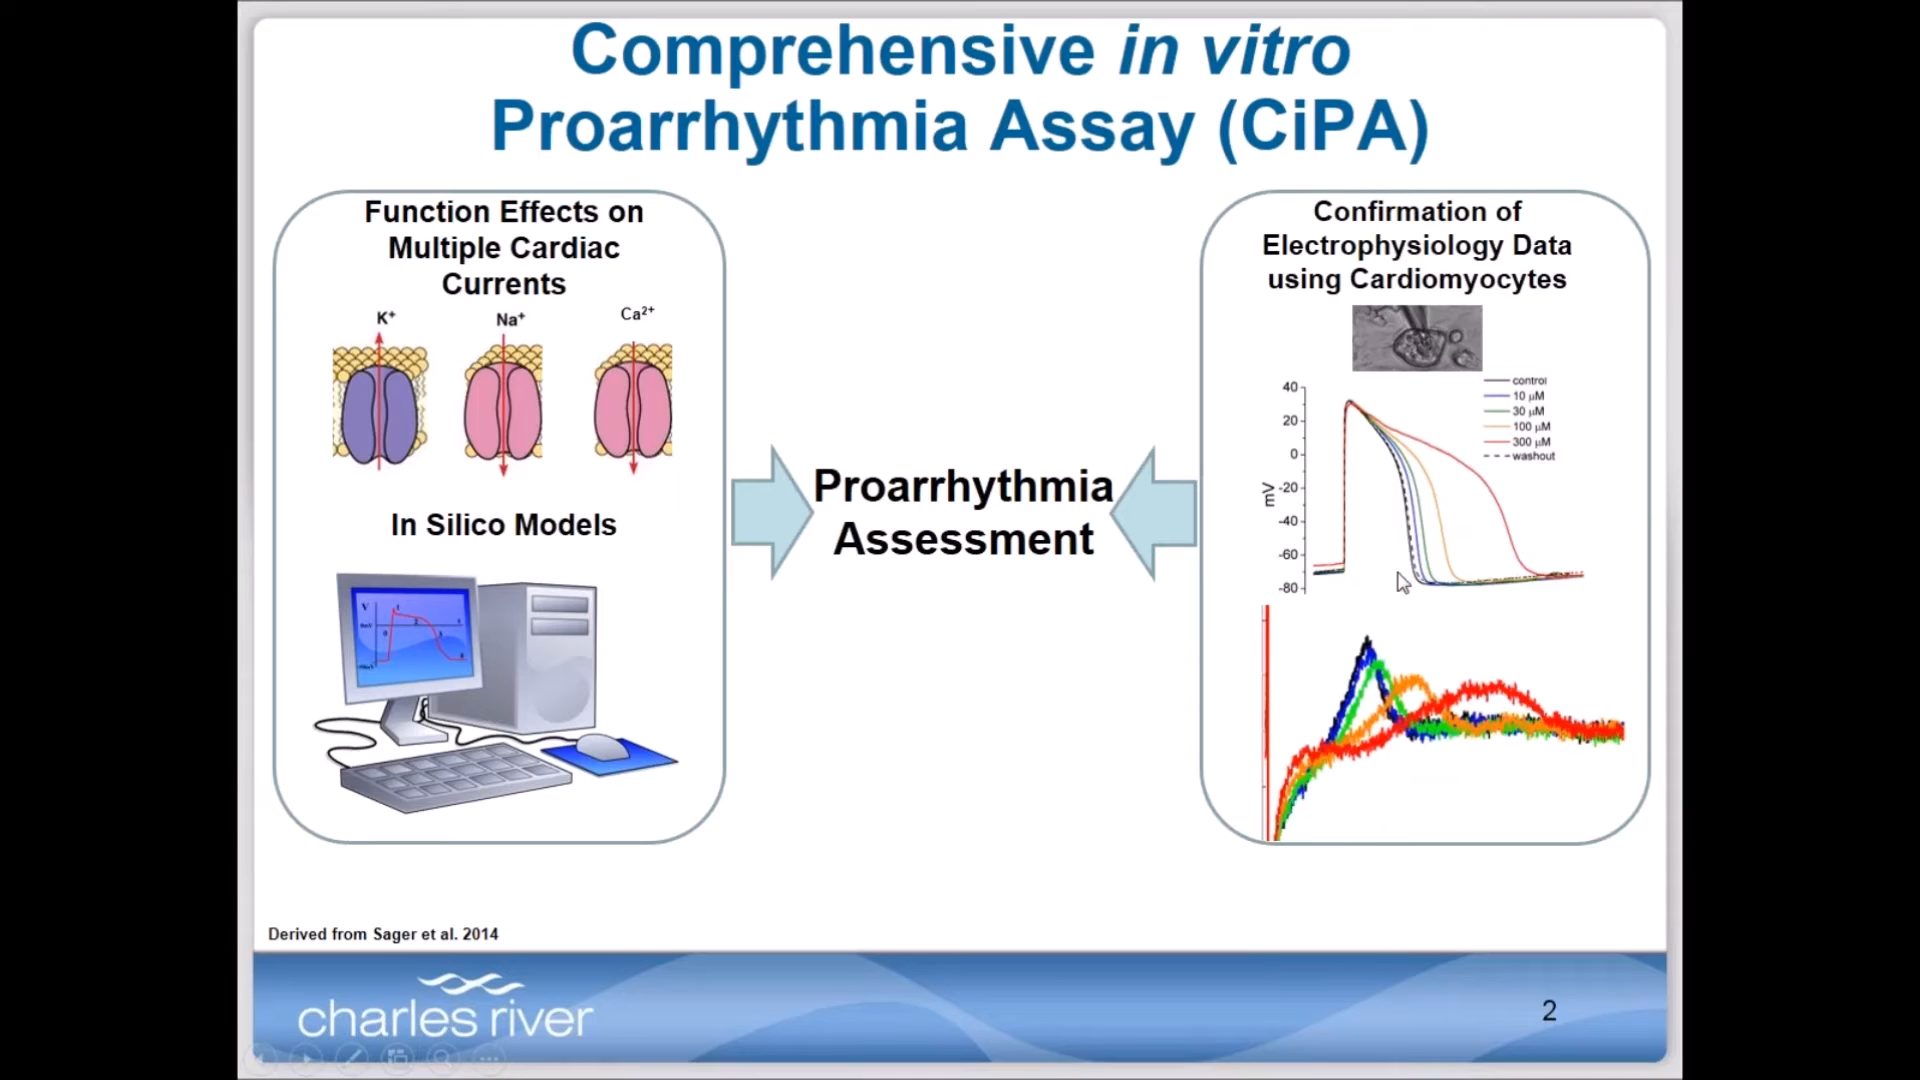 Comprehensive in vitro
Proarrhythmia Assay (CiPA)
Function Effects on
Multiple Cardiac
Currents
K⁺
Na⁺
Ca²⁺
In Silico Models
Proarrhythmia
Assessment
Confirmation of
Electrophysiology Data
using Cardiomyocytes
control
10 μM
30 μM
100 μM
300 μM
washout
mV
40
20
0
-20
-40
-60
-80
Derived from Sager et al. 2014
charles river
2